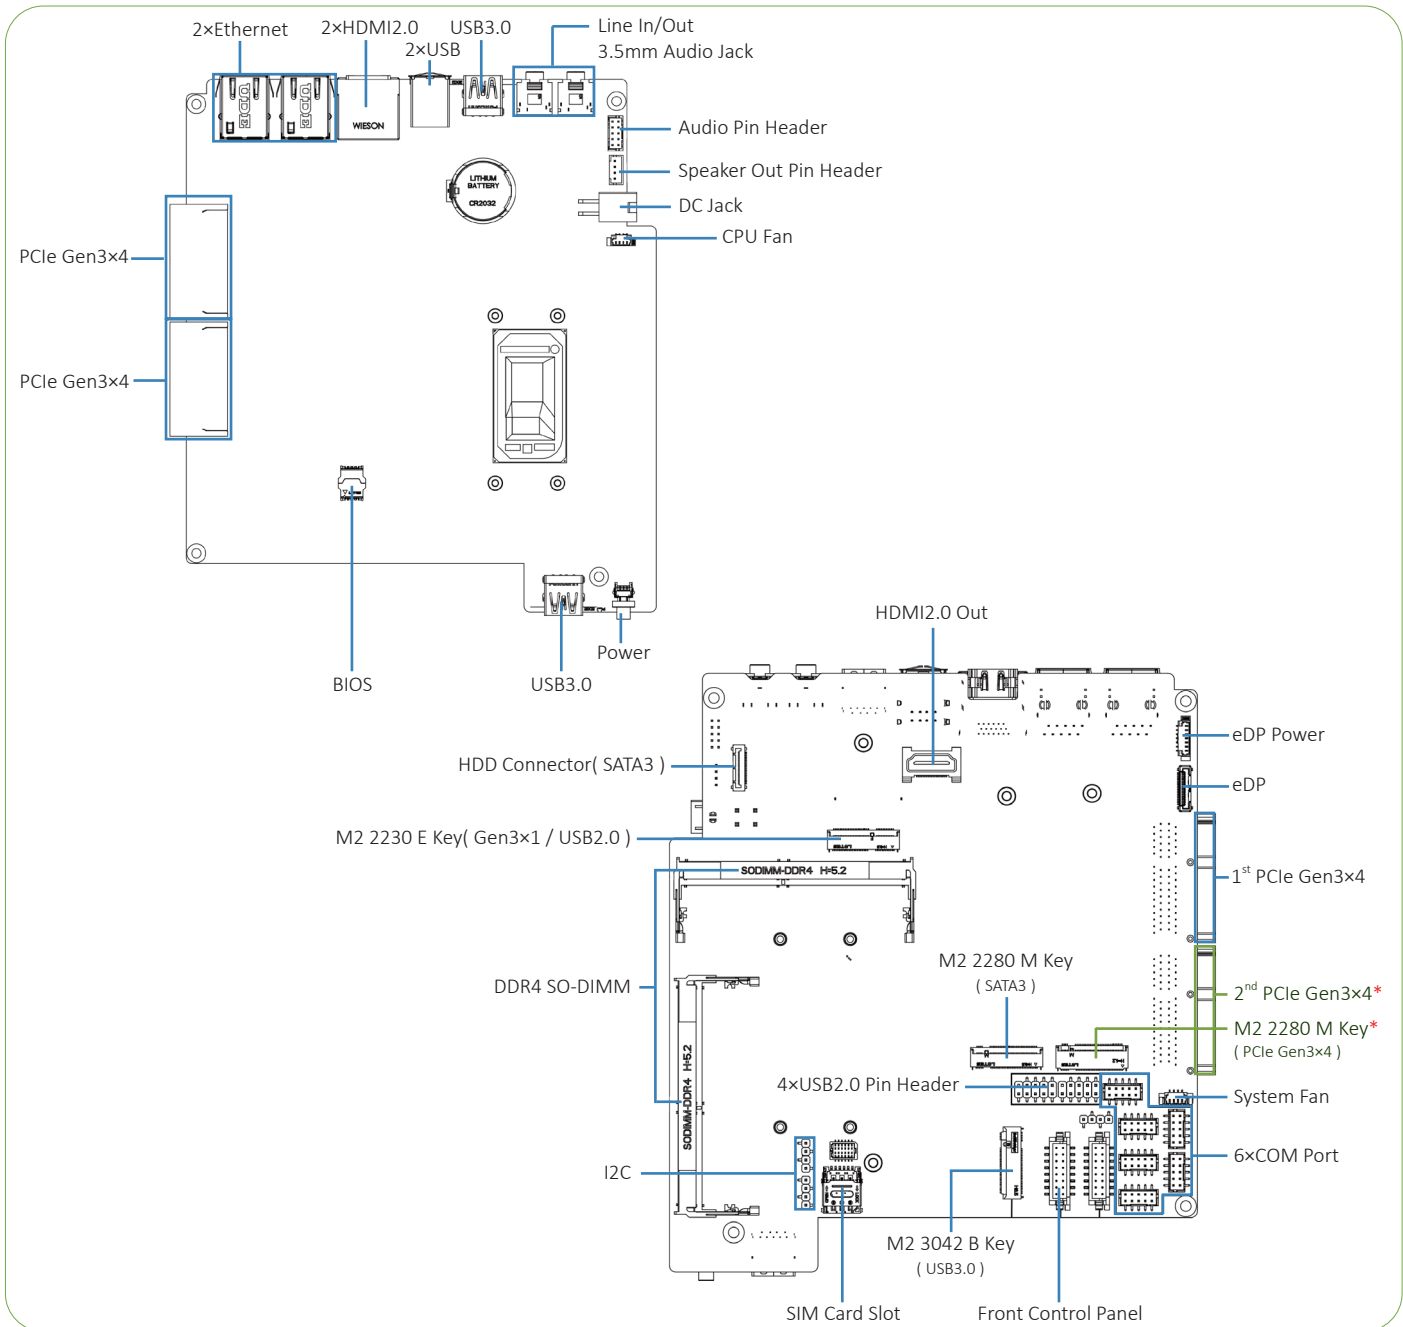 2×Ethernet
2×HDMI2.0
2×USB
USB3.0
Line In/Out
3.5mm Audio Jack
WIESON
Audio Pin Header
Speaker Out Pin Header
LITHIUM
BATTERY
CR2032
DC Jack
CPU Fan
PCIe Gen3×4
PCIe Gen3×4
BIOS
USB3.0
Power
HDMI2.0 Out
eDP Power
HDD Connector( SATA3 )
eDP
M2 2230 E Key( Gen3×1 / USB2.0 )
SODIMM-DDR4 H=5.2
1st PCIe Gen3×4
M2 2280 M Key
( SATA3 )
DDR4 SO-DIMM
2nd PCIe Gen3×4*
M2 2280 M Key*
( PCIe Gen3×4 )
SODIMM-DDR4 H=5.2
4×USB2.0 Pin Header
System Fan
I2C
6×COM Port
M2 3042 B Key
( USB3.0 )
SIM Card Slot
Front Control Panel